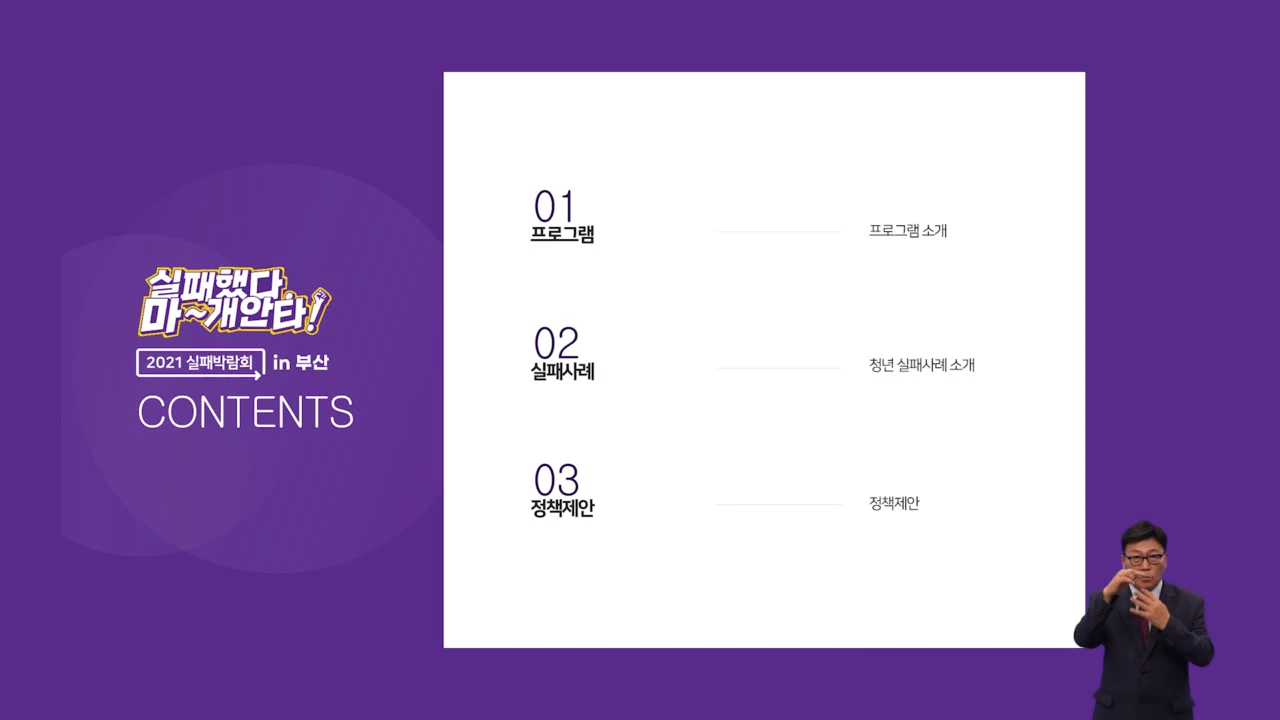 실패했다,
마~개안타!
2021 실패박람회 in 부산
CONTENTS
01
프로그램
프로그램 소개
02
실패사례
청년 실패사례 소개
03
정책제안
정책제안